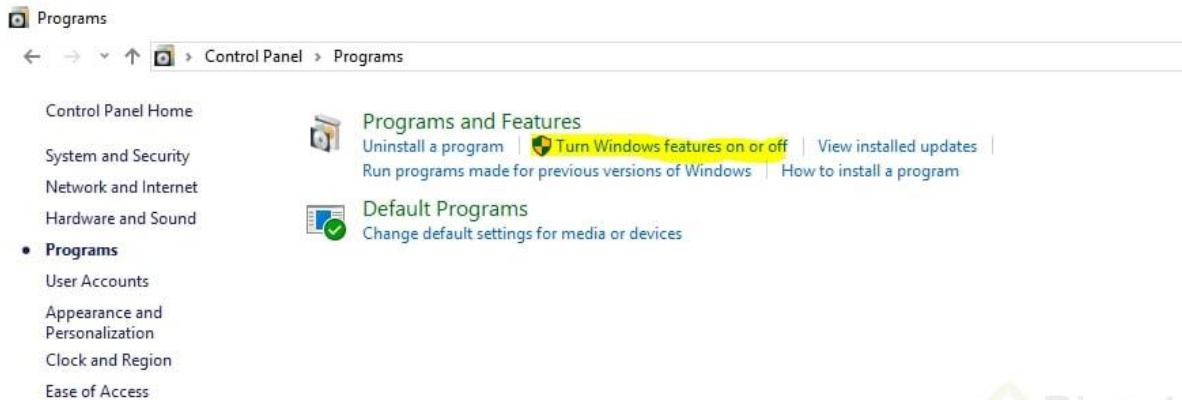 Programs
Control Panel > Programs
Control Panel Home
System and Security
Network and Internet
Hardware and Sound
Programs
User Accounts
Appearance and
Personalization
Clock and Region
Ease of Access
Programs and Features
Uninstall a program | Turn Windows features on or off | View installed updates |
Run programs made for previous versions of Windows | How to install a program
Default Programs
Change default settings for media or devices